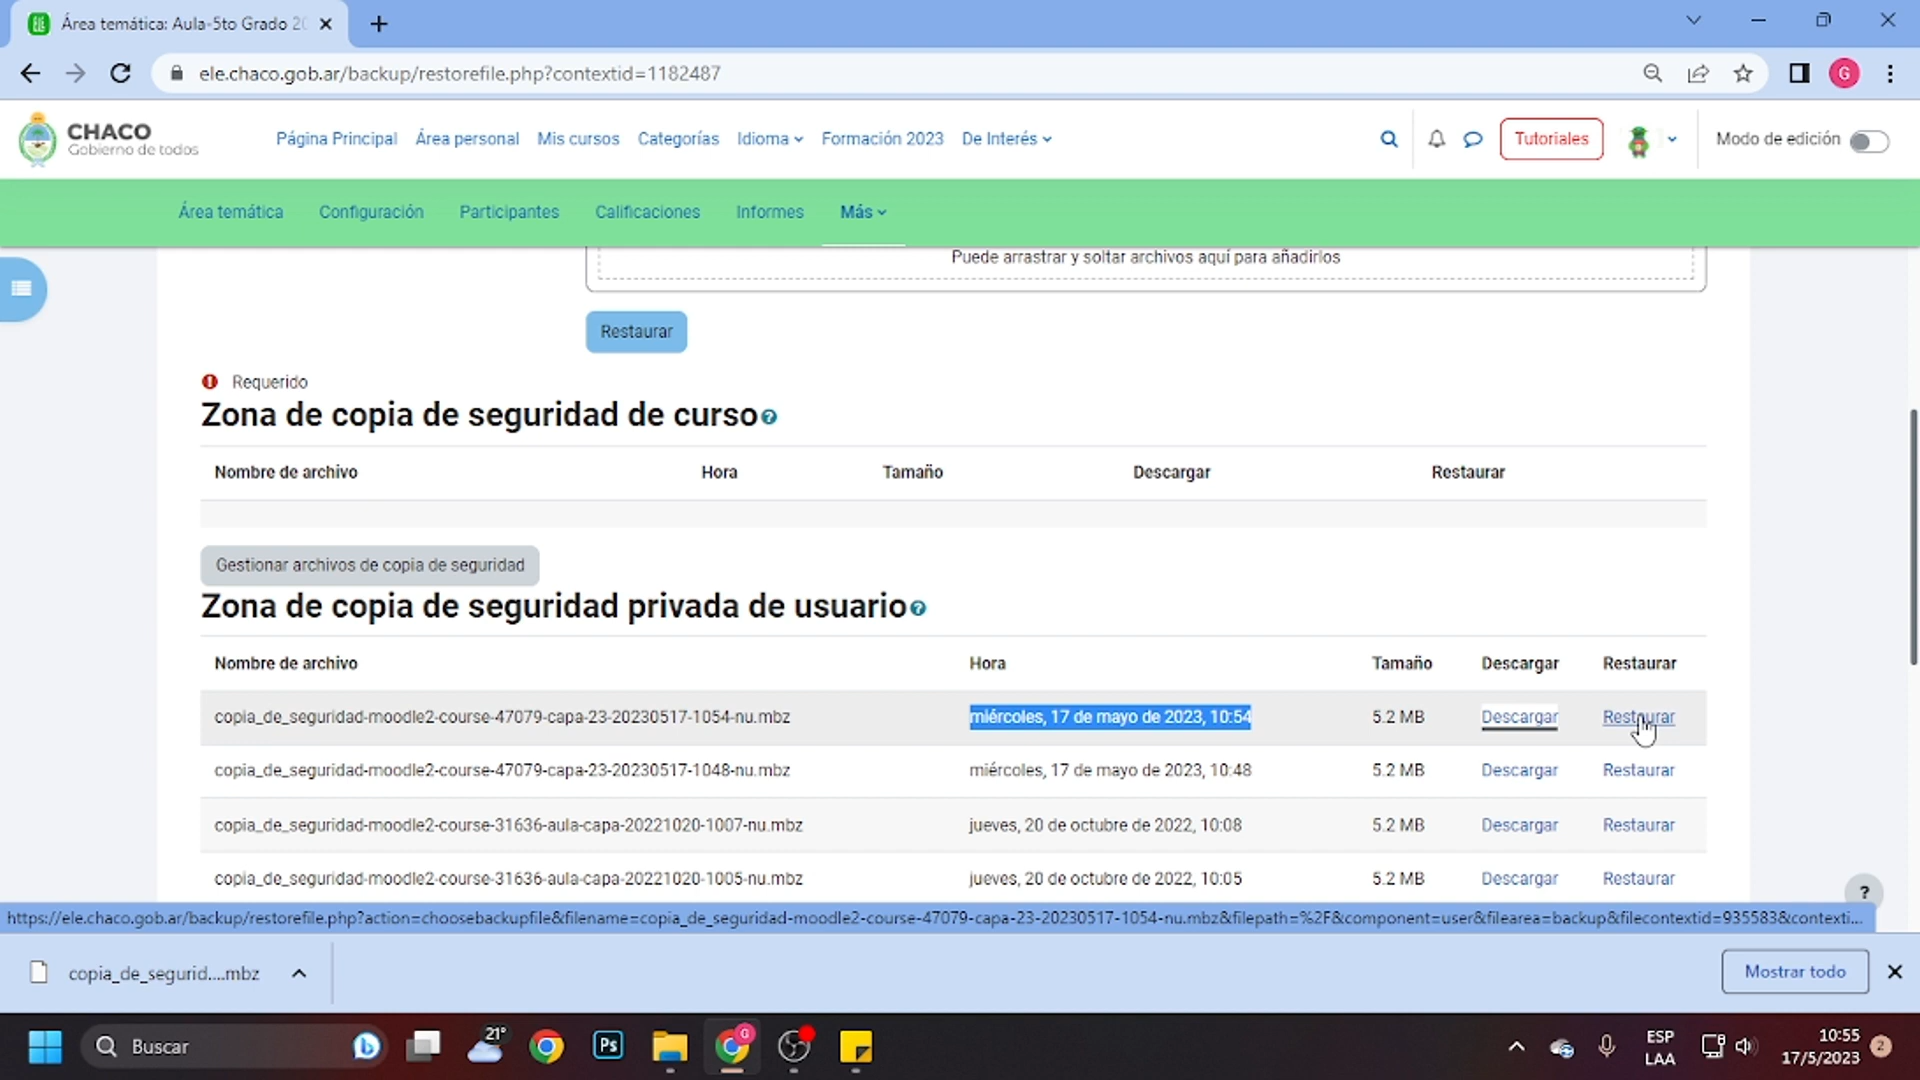 Área temática: Aula-5to Grado 20
ele.chaco.gob.ar/backup/restorefile.php?contextid=1182487
G
CHACO
Gobierno de todos
Página Principal Área personal Mis cursos Categorías Idioma Formación 2023 De Interés
Tutoriales
Modo de edición
Área temática Configuración Participantes Calificaciones Informes Más
Puede arrastrar y soltar archivos aquí para añadirlos
Restaurar
Requerido
Zona de copia de seguridad de curso
Nombre de archivo Hora Tamaño Descargar Restaurar
Gestionar archivos de copia de seguridad
Zona de copia de seguridad privada de usuario
Nombre de archivo Hora Tamaño Descargar Restaurar
copia_de_seguridad-moodle2-course-47079-capa-23-20230517-1054-nu.mbz miércoles, 17 de mayo de 2023, 10:54 5.2 MB Descargar Restaurar
copia_de_seguridad-moodle2-course-47079-capa-23-20230517-1048-nu.mbz miércoles, 17 de mayo de 2023, 10:48 5.2 MB Descargar Restaurar
copia_de_seguridad-moodle2-course-31636-aula-capa-20221020-1007-nu.mbz jueves, 20 de octubre de 2022, 10:08 5.2 MB Descargar Restaurar
copia_de_seguridad-moodle2-course-31636-aula-capa-20221020-1005-nu.mbz jueves, 20 de octubre de 2022, 10:05 5.2 MB Descargar Restaurar
?
https://ele.chaco.gob.ar/backup/restorefile.php?action=choosebackupfile&filename=copia_de_seguridad-moodle2-course-47079-capa-23-20230517-1054-nu.mbz&filepath=%2F&component=user&filearea=backup&filecontextid=935583&contexti...
copia_de_segurid....mbz
Mostrar todo
Buscar
21°
Ps
G
ESP
LAA
10:55
17/5/2023
2